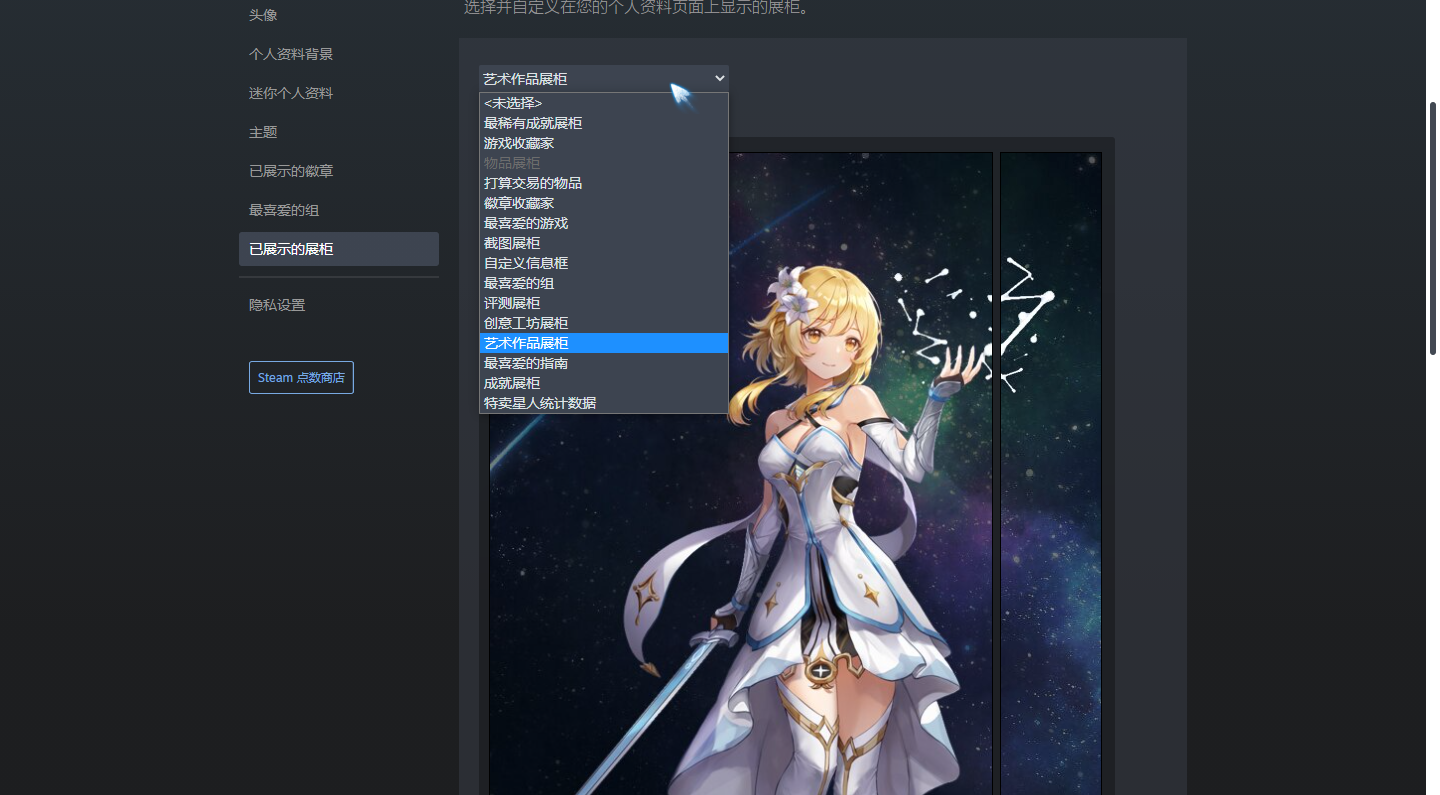 选择并自定义在您的个人资料页面上显示的展柜。
头像
个人资料背景
迷你个人资料
主题
已展示的徽章
最喜爱的组
已展示的展柜
隐私设置
Steam 点数商店
艺术作品展柜
<未选择>
最稀有成就展柜
游戏收藏家
物品展柜
打算交易的物品
徽章收藏家
最喜爱的游戏
截图展柜
自定义信息框
最喜爱的组
评测展柜
创意工坊展柜
艺术作品展柜
最喜爱的指南
成就展柜
特卖星人统计数据